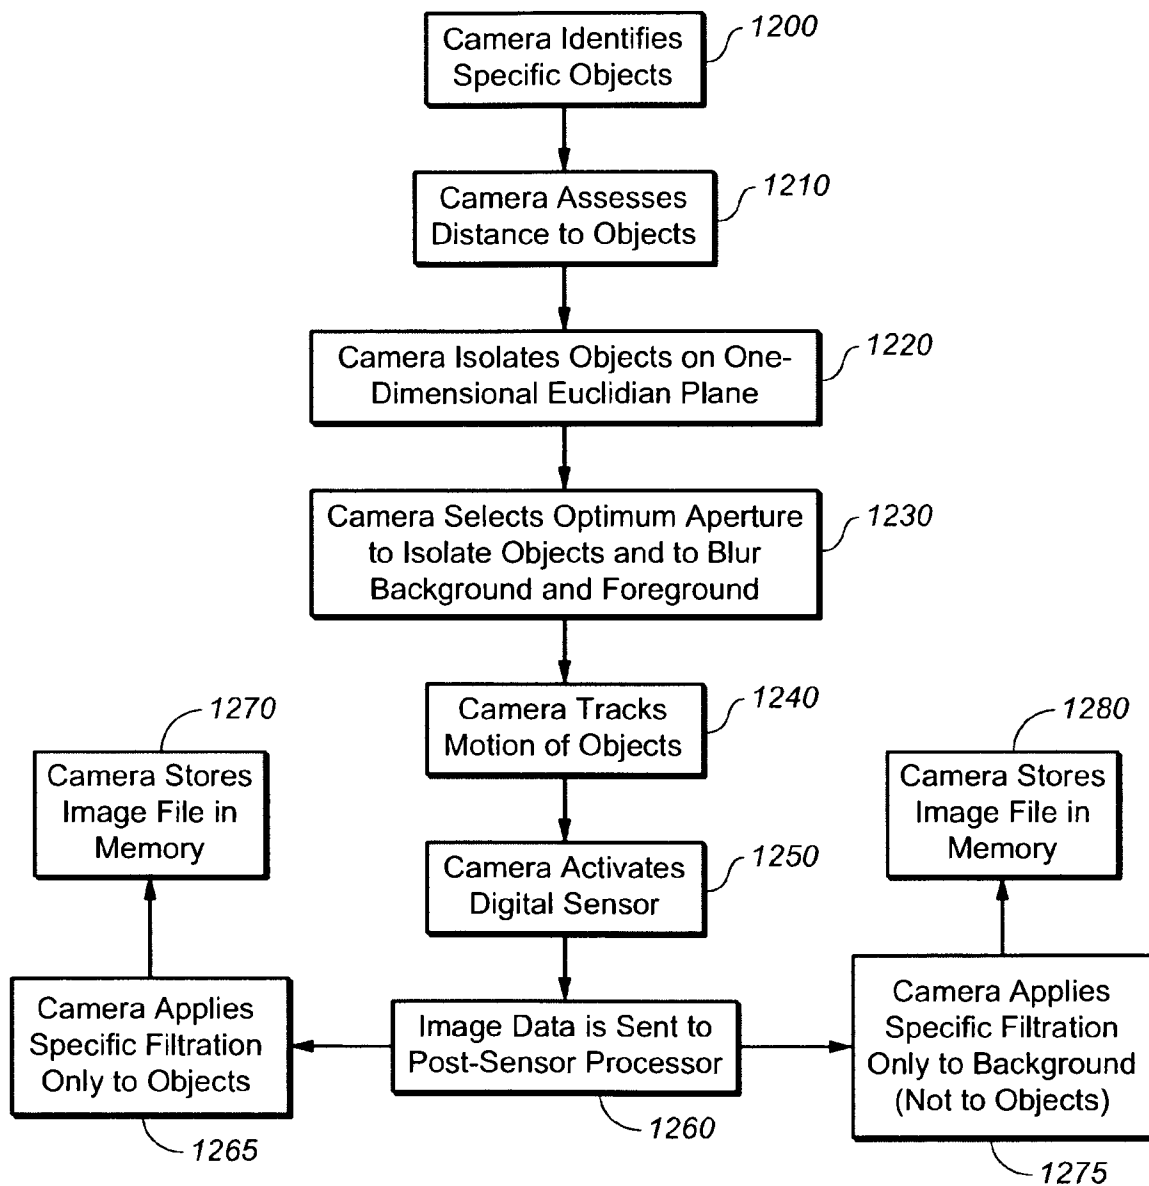 Camera Identifies
Specific Objects
1200
Camera Assesses
Distance to Objects
1210
Camera Isolates Objects on One-
Dimensional Euclidian Plane
1220
Camera Selects Optimum Aperture
to Isolate Objects and to Blur
Background and Foreground
1230
Camera Tracks
Motion of Objects
1240
Camera Activates
Digital Sensor
1250
Image Data is Sent to
Post-Sensor Processor
1260
Camera Applies
Specific Filtration
Only to Objects
1265
Camera Stores
Image File in
Memory
1270
Camera Applies
Specific Filtration
Only to Background
(Not to Objects)
1275
Camera Stores
Image File in
Memory
1280